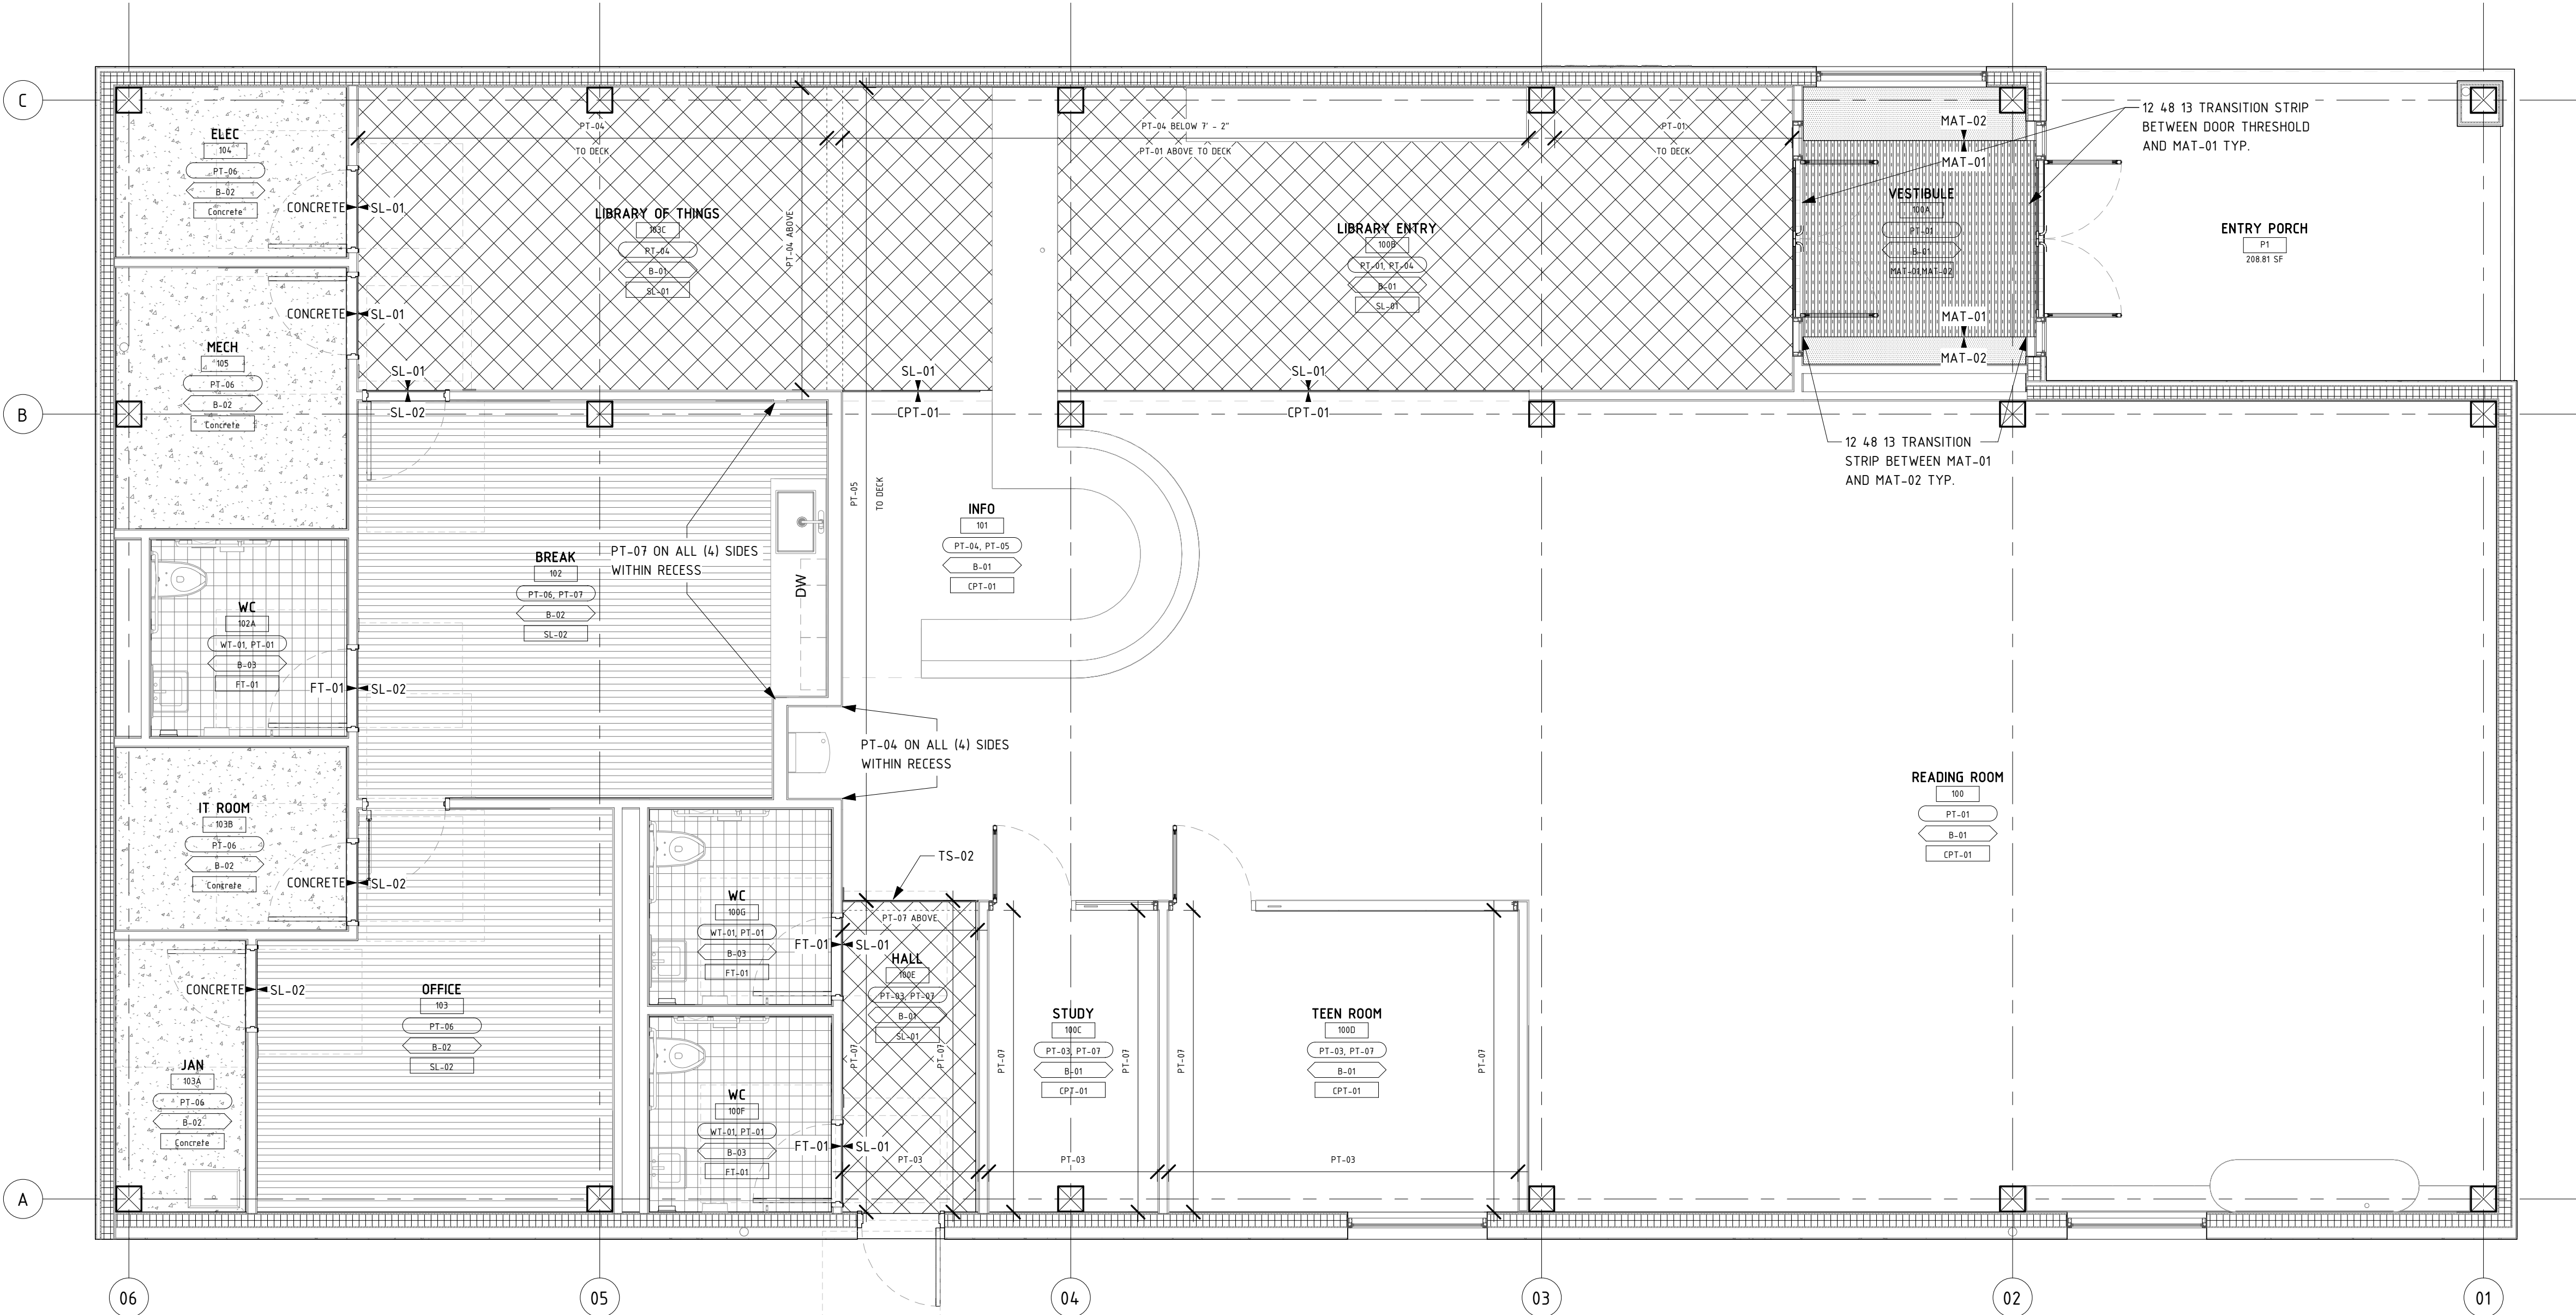 C
B
A
06
05
04
03
02
01
ELEC
104
PT-06
B-02
Concrete
CONCRETE
SL-01
MECH
105
PT-06
B-02
Concrete
CONCRETE
SL-01
PT-04
TO DECK
LIBRARY OF THINGS
103C
PT-04
B-01
SL-01
PT-04 ABOVE
SL-01
SL-02
SL-01
CPT-01
PT-04 BELOW 7' - 2"
PT-01 ABOVE TO DECK
PT-01
TO DECK
LIBRARY ENTRY
100B
PT-01, PT-04
B-01
SL-01
SL-01
CPT-01
MAT-02
MAT-01
VESTIBULE
100A
PT-01
B-01
MAT-01,MAT-02
MAT-01
MAT-02
12 48 13 TRANSITION STRIP
BETWEEN DOOR THRESHOLD
AND MAT-01 TYP.
ENTRY PORCH
P1
208.81 SF
12 48 13 TRANSITION
STRIP BETWEEN MAT-01
AND MAT-02 TYP.
WC
102A
WT-01, PT-01
B-03
FT-01
FT-01
SL-02
BREAK
102
PT-06, PT-07
B-02
SL-02
PT-07 ON ALL (4) SIDES
WITHIN RECESS
DW
PT-05
TO DECK
INFO
101
PT-04, PT-05
B-01
CPT-01
PT-04 ON ALL (4) SIDES
WITHIN RECESS
READING ROOM
100
PT-01
B-01
CPT-01
IT ROOM
103B
PT-06
B-02
Concrete
CONCRETE
SL-02
JAN
103A
PT-06
B-02
Concrete
CONCRETE
SL-02
OFFICE
103
PT-06
B-02
SL-02
WC
100G
WT-01, PT-01
B-03
FT-01
FT-01
SL-01
WC
100F
WT-01, PT-01
B-03
FT-01
FT-01
SL-01
TS-02
PT-07 ABOVE
HALL
100E
PT-03, PT-07
B-01
SL-01
PT-07
PT-07
PT-03
STUDY
100C
PT-03, PT-07
B-01
CPT-01
PT-07
PT-07
PT-03
TEEN ROOM
100D
PT-03, PT-07
B-01
CPT-01
PT-07
PT-07
PT-03